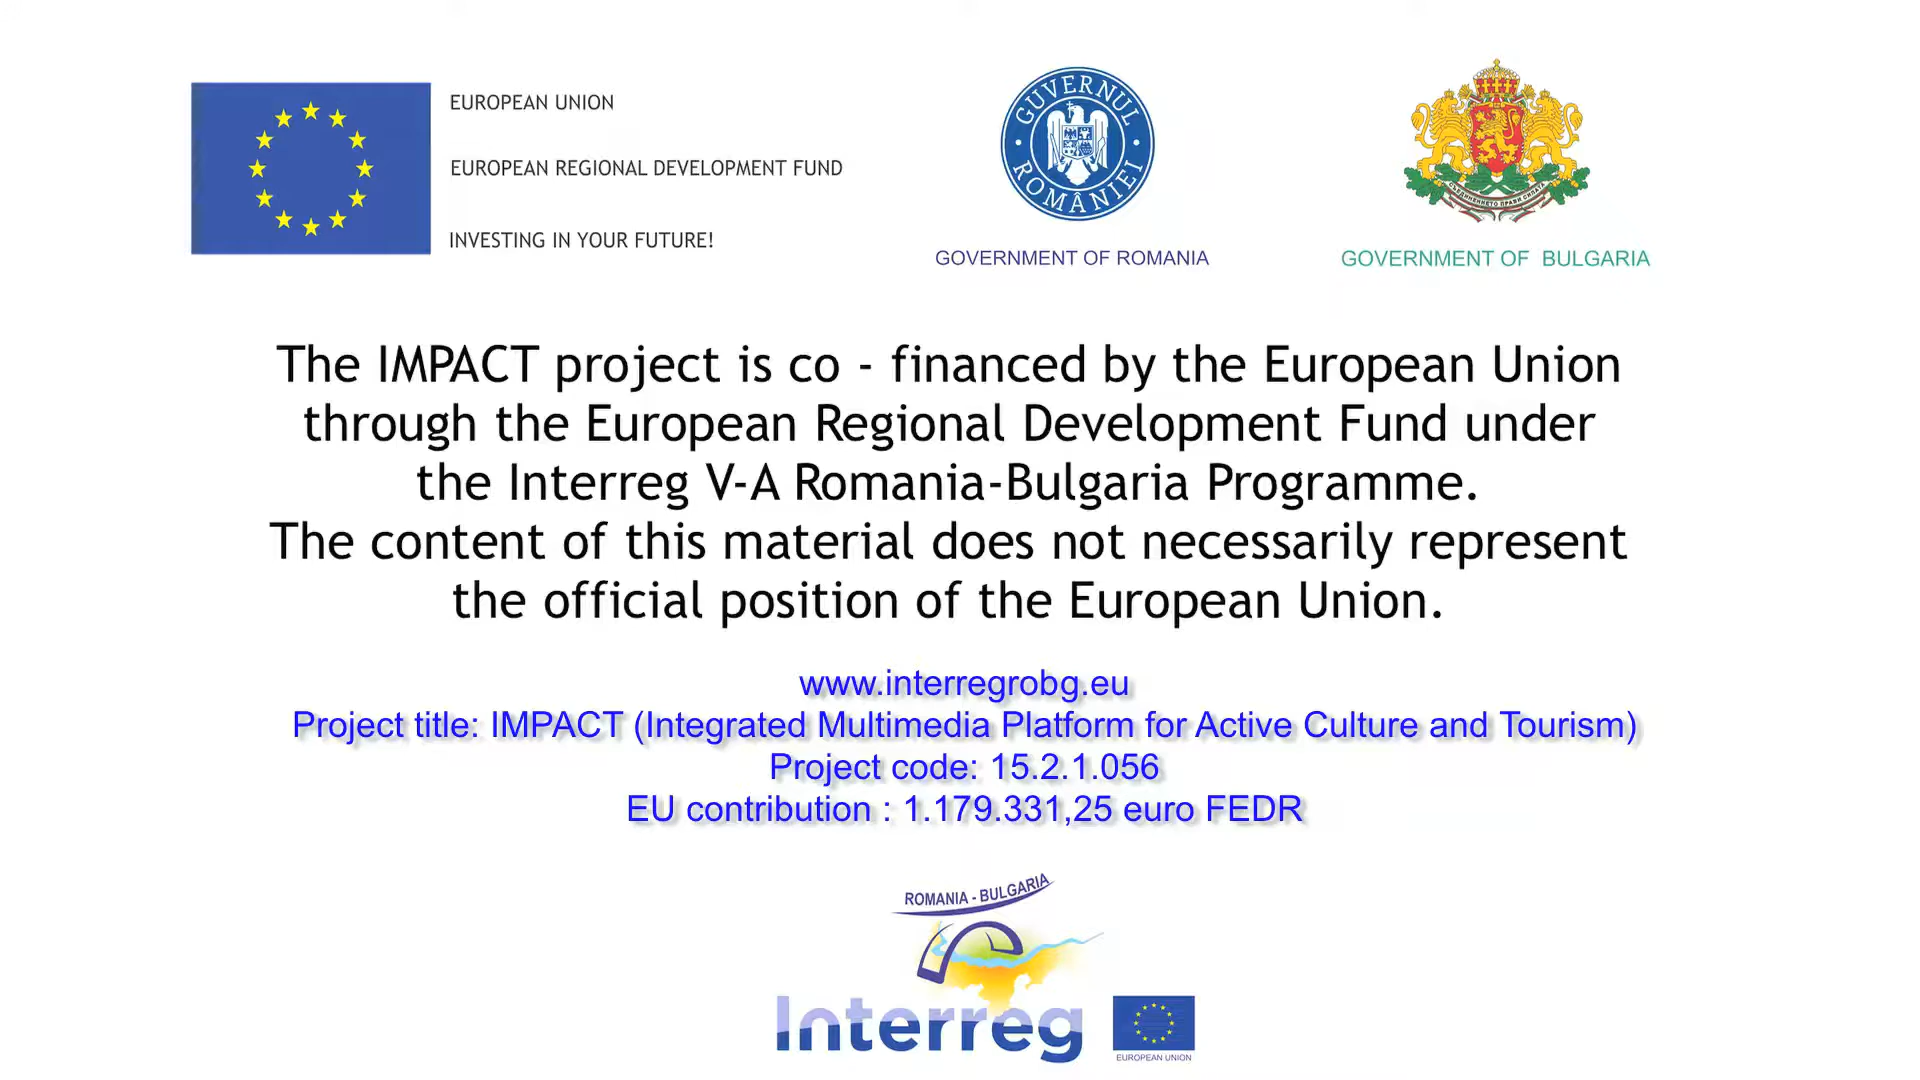 EUROPEAN UNION
EUROPEAN REGIONAL DEVELOPMENT FUND
INVESTING IN YOUR FUTURE!
GUVERNUL
ROMÂNIEI
GOVERNMENT OF ROMANIA
СЪЕДИНЕНИЕТО ПРАВИ СИЛАТА
GOVERNMENT OF BULGARIA
The IMPACT project is co - financed by the European Union
through the European Regional Development Fund under
the Interreg V-A Romania-Bulgaria Programme.
The content of this material does not necessarily represent
the official position of the European Union.
www.interregrobg.eu
Project title: IMPACT (Integrated Multimedia Platform for Active Culture and Tourism)
Project code: 15.2.1.056
EU contribution : 1.179.331,25 euro FEDR
ROMANIA - BULGARIA
Interreg
EUROPEAN UNION